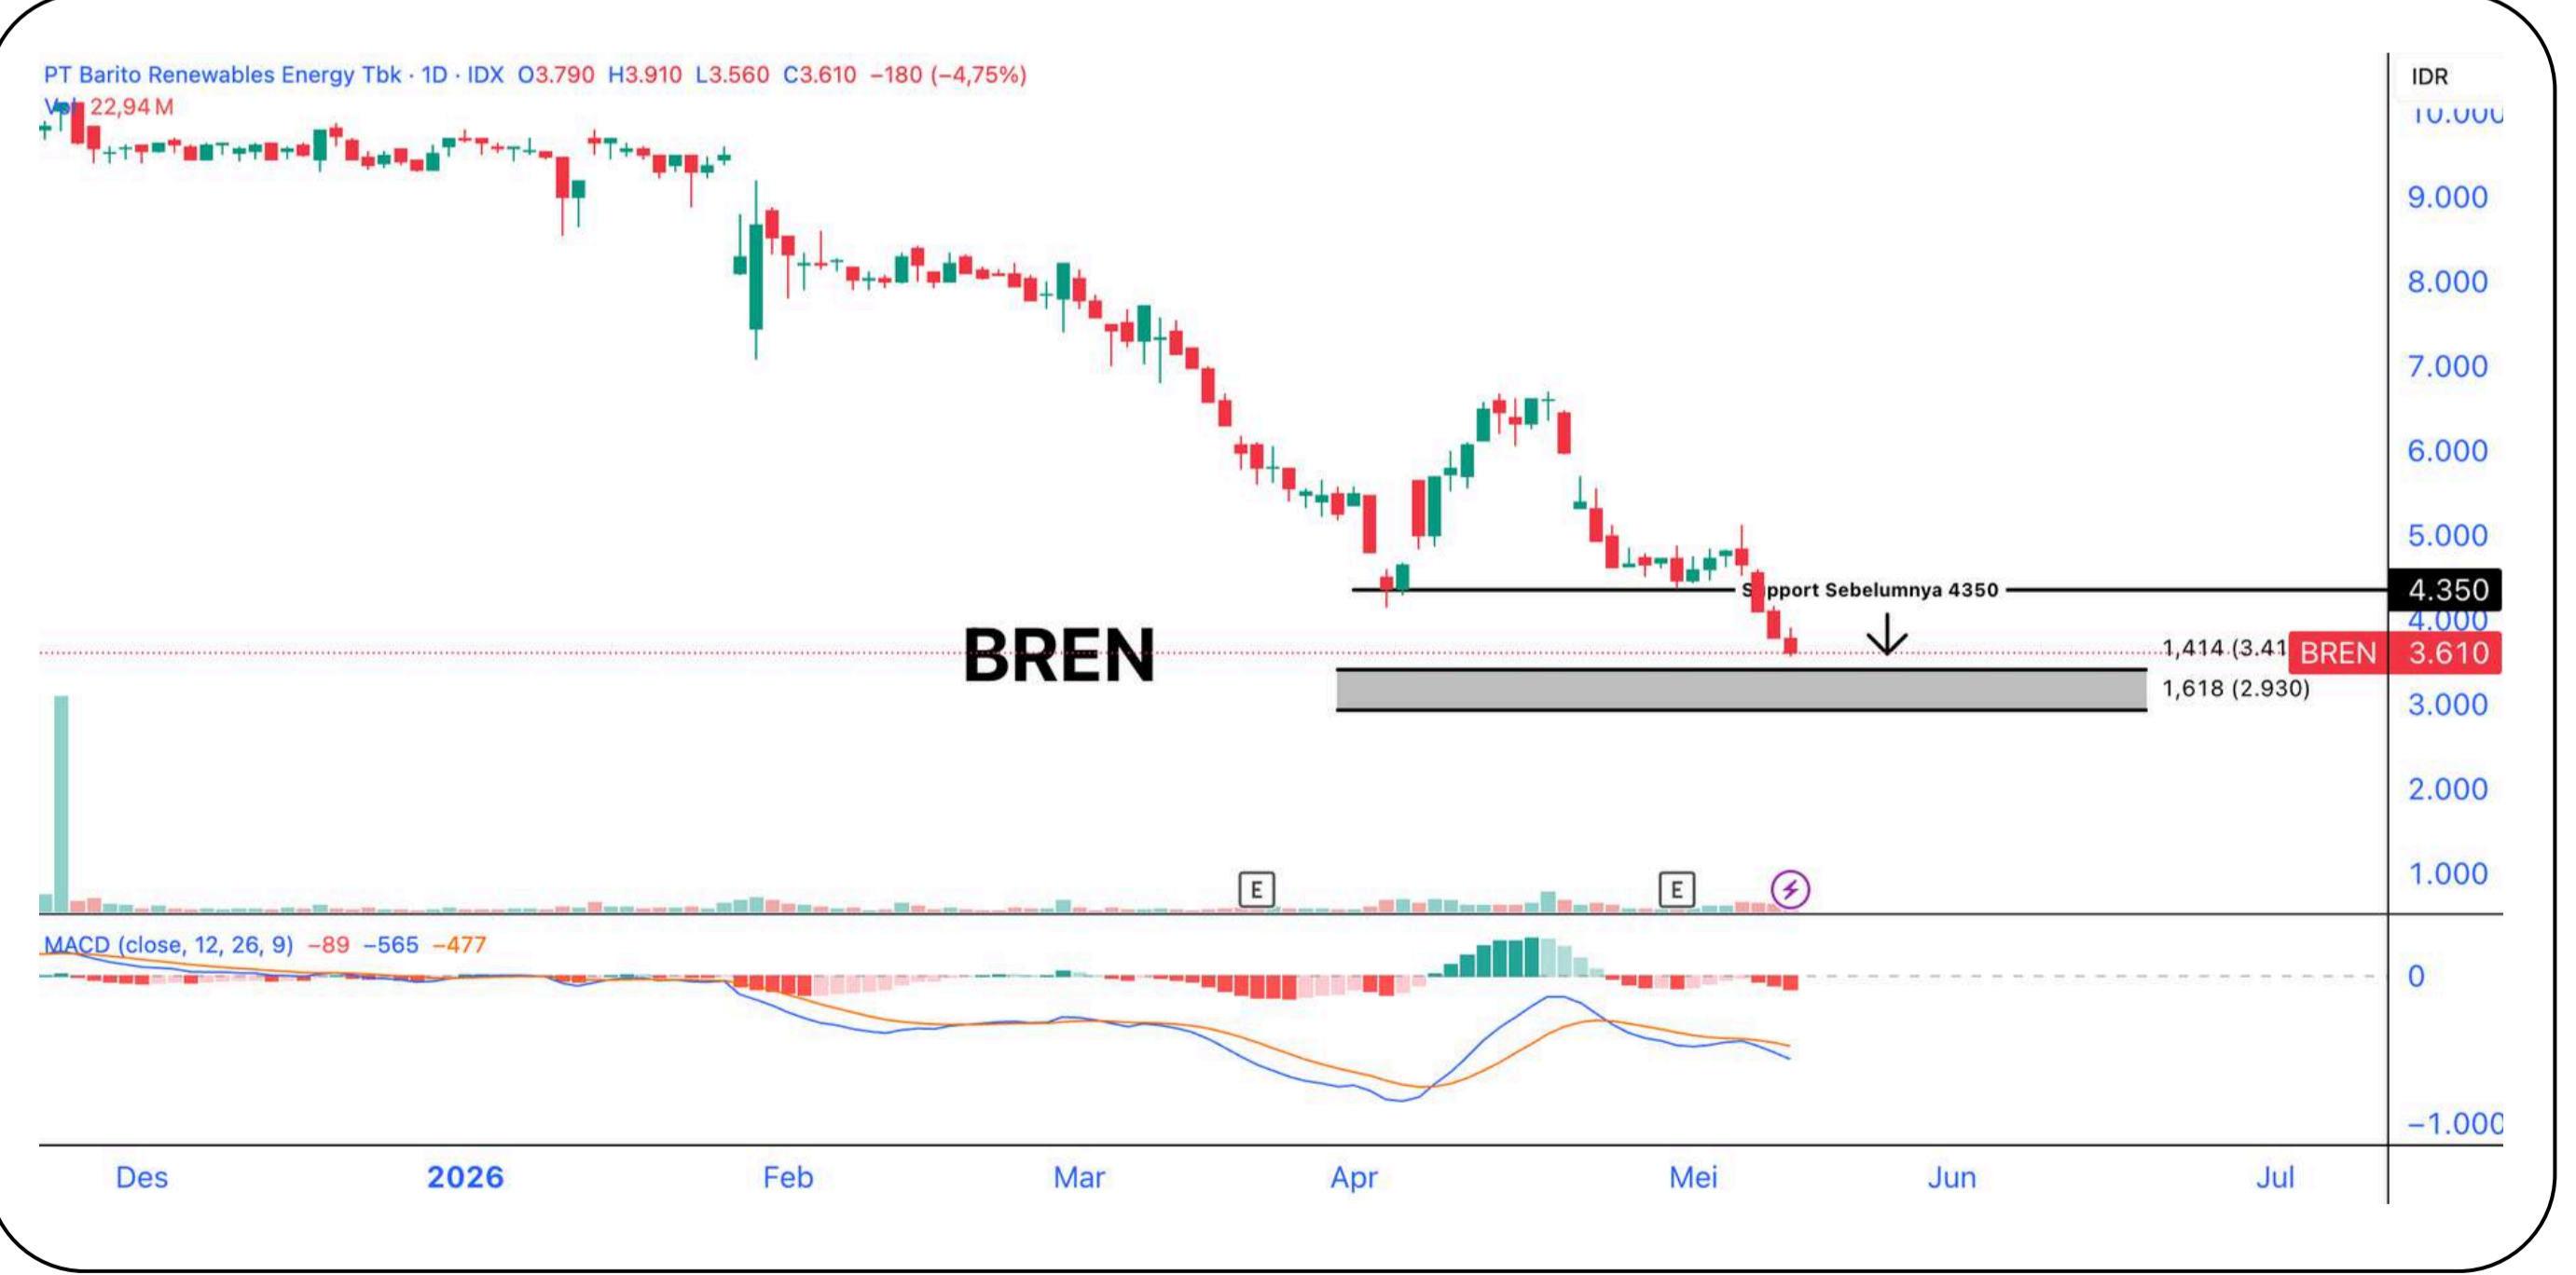 PT Barito Renewables Energy Tbk · 1D · IDX O3.790 H3.910 L3.560 C3.610 −180 (−4,75%)
22,94 M
IDR
10.000
9.000
8.000
7.000
6.000
5.000
Support Sebelumnya 4350
4.350
4.000
BREN
1,414 (3.41
BREN 3.610
1,618 (2.930)
3.000
2.000
1.000
E
E
MACD (close, 12, 26, 9) −89 −565 −477
0
−1.000
Des 2026 Feb Mar Apr Mei Jun Jul